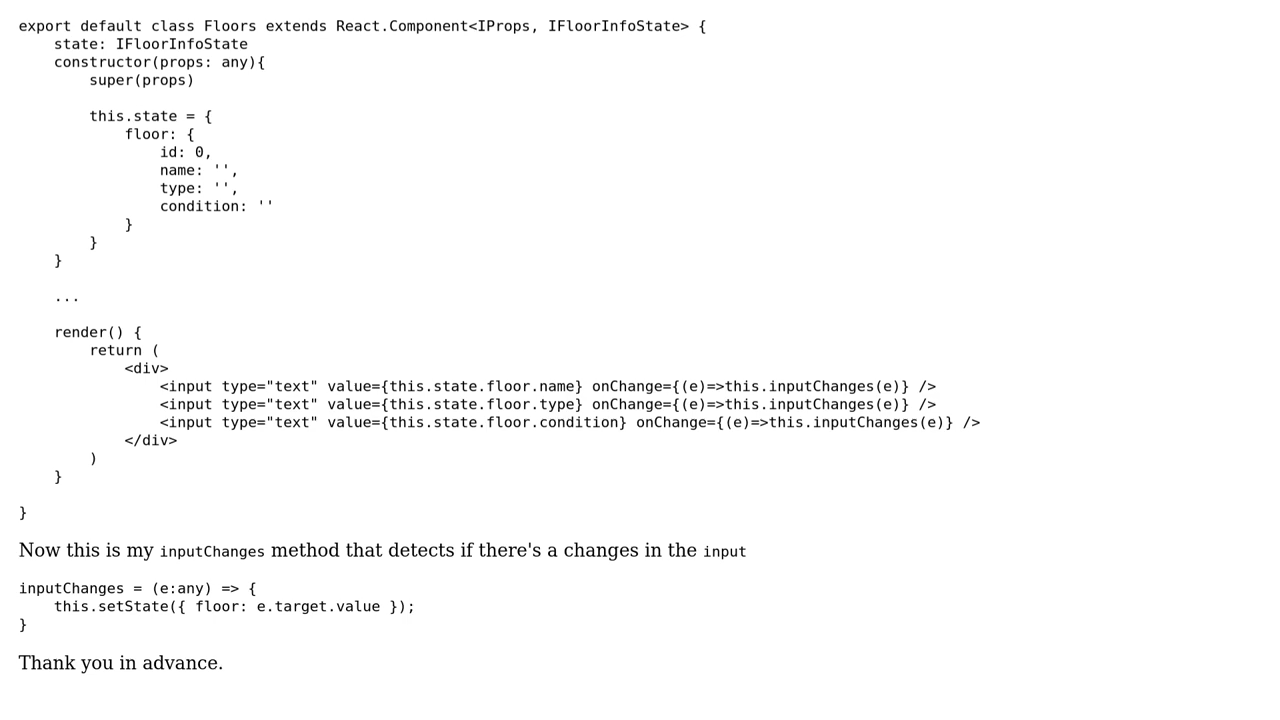 export default class Floors extends React.Component<IProps, IFloorInfoState> {
    state: IFloorInfoState
    constructor(props: any){
        super(props)

        this.state = {
            floor: {
                id: 0,
                name: '',
                type: '',
                condition: ''
            }
        }
    }

    ...

    render() {
        return (
            <div>
                <input type="text" value={this.state.floor.name} onChange={(e)=>this.inputChanges(e)} />
                <input type="text" value={this.state.floor.type} onChange={(e)=>this.inputChanges(e)} />
                <input type="text" value={this.state.floor.condition} onChange={(e)=>this.inputChanges(e)} />
            </div>
        )
    }

}
Now this is my inputChanges method that detects if there's a changes in the input
inputChanges = (e:any) => {
    this.setState({ floor: e.target.value });
}
Thank you in advance.